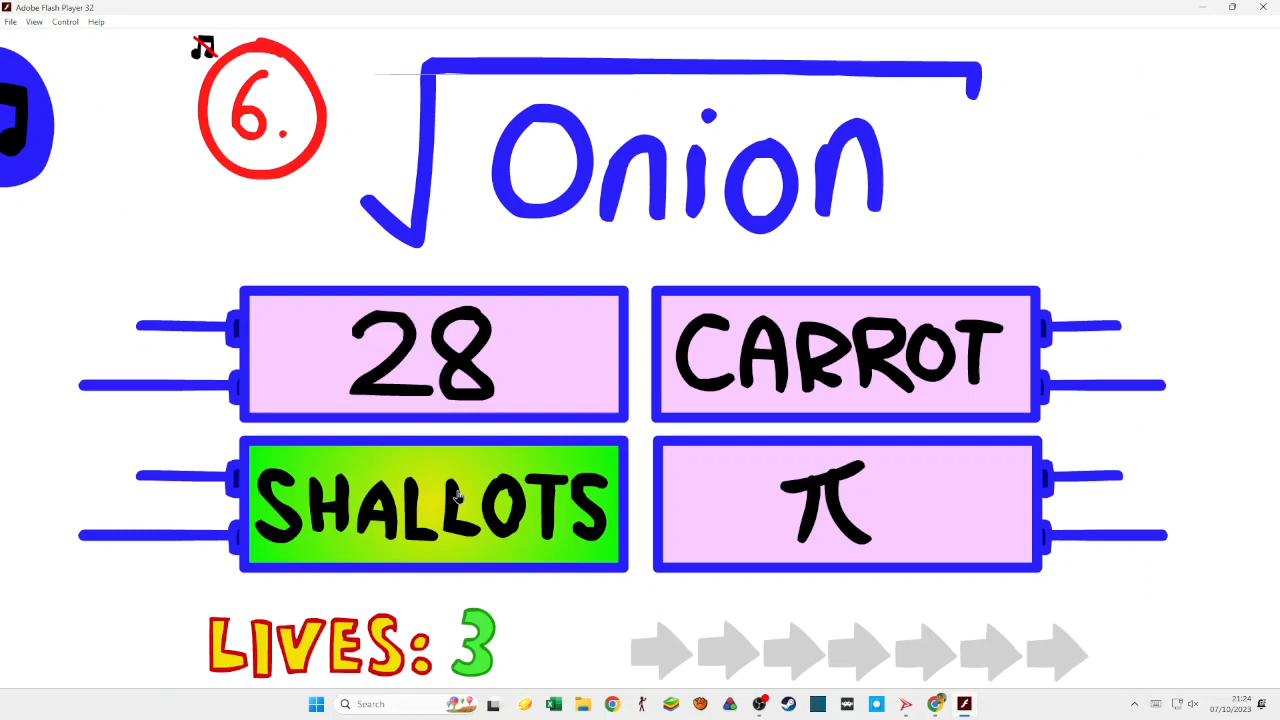 Adobe Flash Player 32
File View Control Help
6.
√Onion
28
CARROT
SHALLOTS
π
LIVES: 3
Search
21:24
07/10/2023